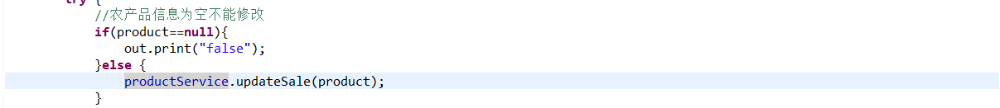 try {
//农产品信息为空不能修改
if(product==null){
out.print("false");
}else {
productService.updateSale(product);
}